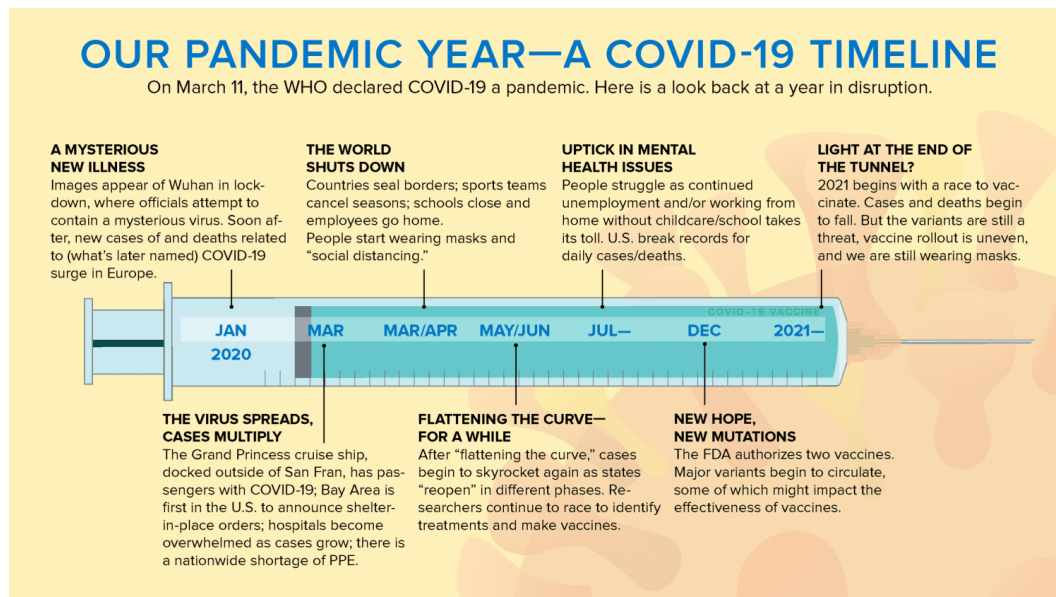 OUR PANDEMIC YEAR—A COVID-19 TIMELINE
On March 11, the WHO declared COVID-19 a pandemic. Here is a look back at a year in disruption.
A MYSTERIOUS
NEW ILLNESS
Images appear of Wuhan in lock-
down, where officials attempt to
contain a mysterious virus. Soon af-
ter, new cases of and deaths related
to (what's later named) COVID-19
surge in Europe.
THE WORLD
SHUTS DOWN
Countries seal borders; sports teams
cancel seasons; schools close and
employees go home.
People start wearing masks and
“social distancing.”
UPTICK IN MENTAL
HEALTH ISSUES
People struggle as continued
unemployment and/or working from
home without childcare/school takes
its toll. U.S. break records for
daily cases/deaths.
LIGHT AT THE END OF
THE TUNNEL?
2021 begins with a race to vac-
cinate. Cases and deaths begin
to fall. But the variants are still a
threat, vaccine rollout is uneven,
and we are still wearing masks.
COVID-19 VACCINE
JAN
2020
MAR
MAR/APR
MAY/JUN
JUL—
DEC
2021—
THE VIRUS SPREADS,
CASES MULTIPLY
The Grand Princess cruise ship,
docked outside of San Fran, has pas-
sengers with COVID-19; Bay Area is
first in the U.S. to announce shelter-
in-place orders; hospitals become
overwhelmed as cases grow; there is
a nationwide shortage of PPE.
FLATTENING THE CURVE—
FOR A WHILE
After “flattening the curve,” cases
begin to skyrocket again as states
“reopen” in different phases. Re-
searchers continue to race to identify
treatments and make vaccines.
NEW HOPE,
NEW MUTATIONS
The FDA authorizes two vaccines.
Major variants begin to circulate,
some of which might impact the
effectiveness of vaccines.